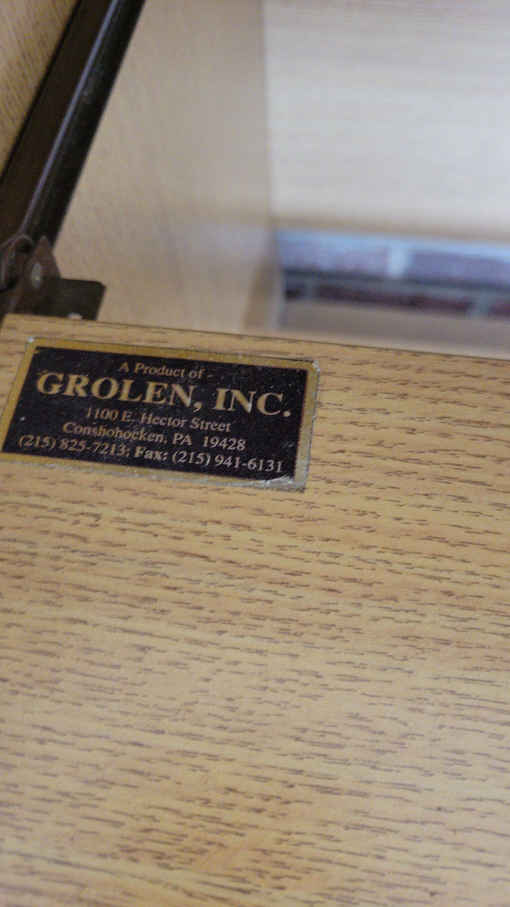 A Product of -
GROLEN, INC.
1100 E. Hector Street
Conshohocken, PA 19428
(215) 825-7213; Fax: (215) 941-6131